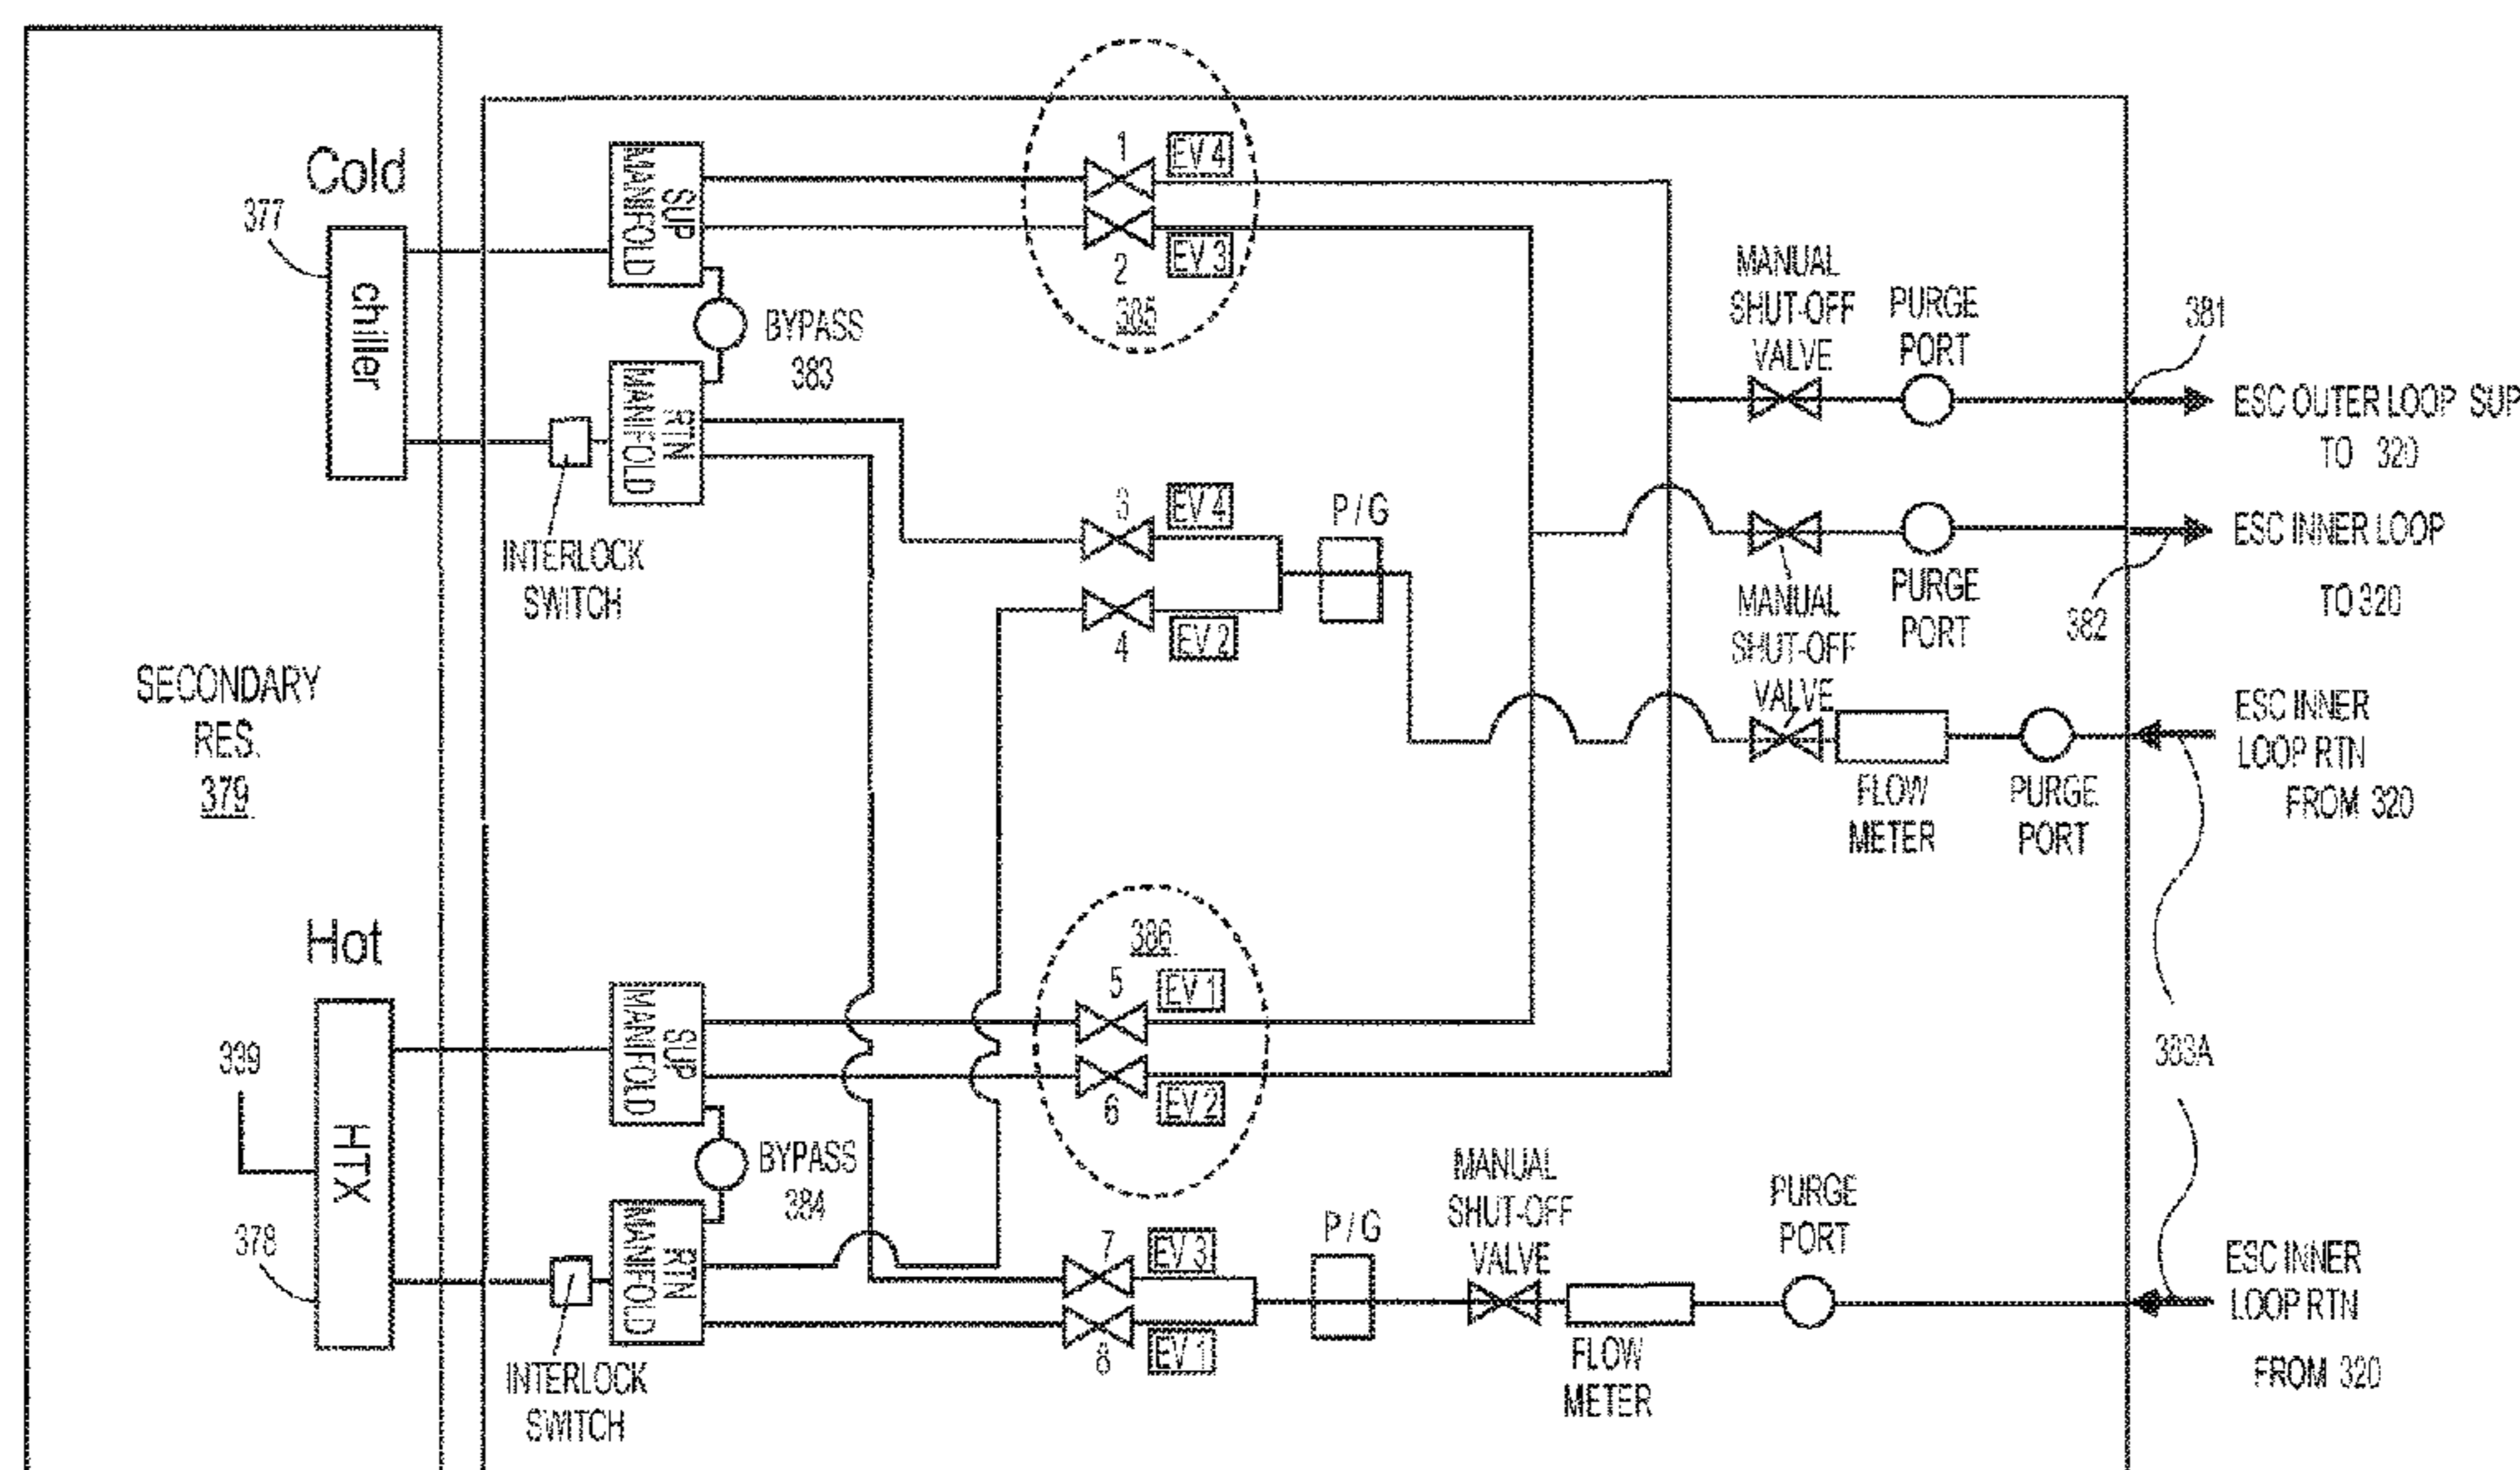 Cold
377
chiller
SUP
MANIFOLD
BYPASS
383
RTN
MANIFOLD
INTERLOCK
SWITCH
1
EV 4
2
EV 3
385
MANUAL
SHUT-OFF
VALVE
PURGE
PORT
381
ESC OUTER LOOP SUP
TO 320
3
EV 4
4
EV 2
P / G
MANUAL
SHUT-OFF
VALVE
PURGE
PORT
382
ESC INNER LOOP
TO 320
SECONDARY
RES.
379
FLOW
METER
PURGE
PORT
ESC INNER
LOOP RTN
FROM 320
383A
Hot
339
HTX
378
SUP
MANIFOLD
BYPASS
384
RTN
MANIFOLD
INTERLOCK
SWITCH
386
5
EV 1
6
EV 2
7
EV 3
8
EV 1
P / G
MANUAL
SHUT-OFF
VALVE
FLOW
METER
PURGE
PORT
ESC INNER
LOOP RTN
FROM 320